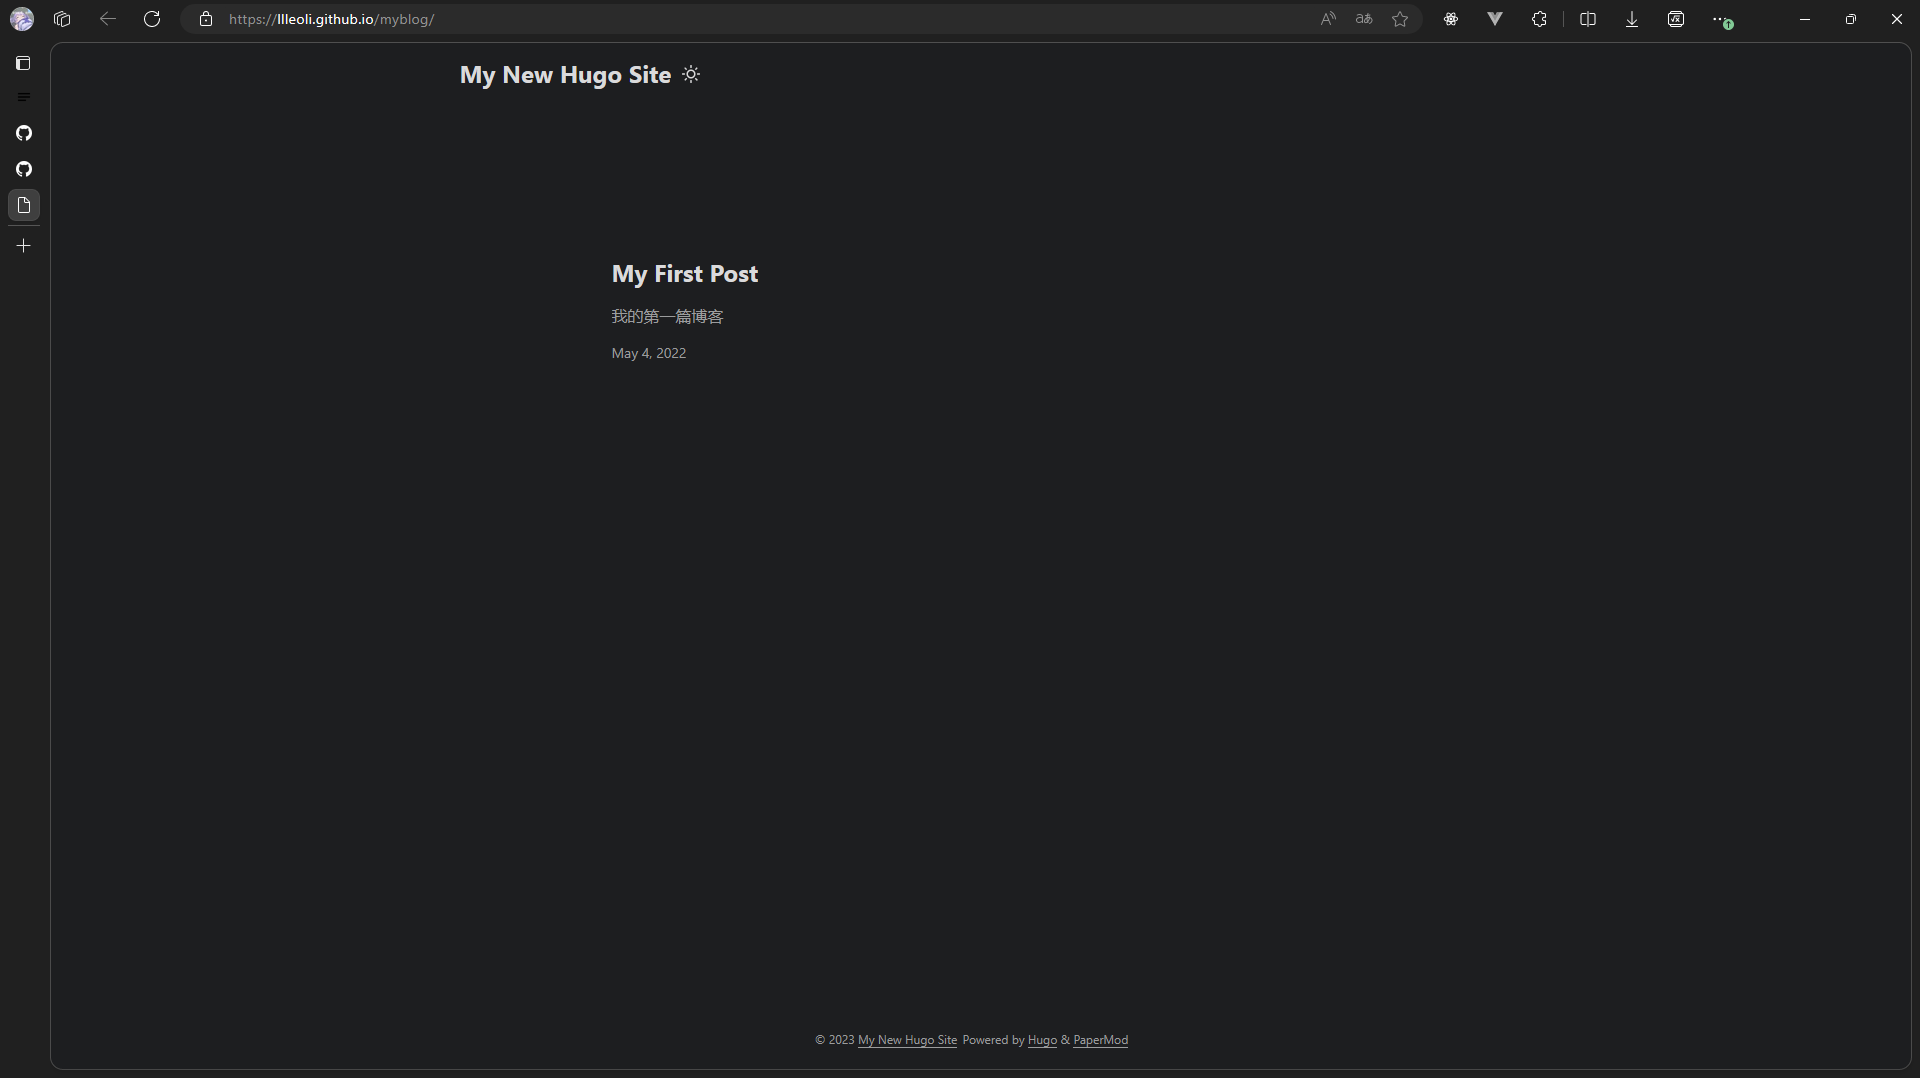 https://llleoli.github.io/myblog/
My New Hugo Site
My First Post
我的第一篇博客
May 4, 2022
© 2023 My New Hugo Site Powered by Hugo & PaperMod